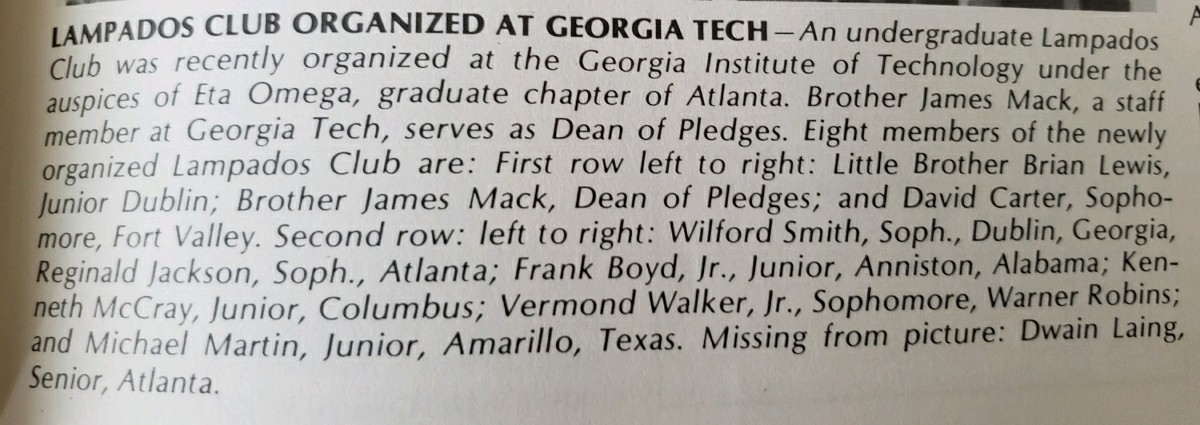 LAMPADOS CLUB ORGANIZED AT GEORGIA TECH—An undergraduate Lampados
Club was recently organized at the Georgia Institute of Technology under the
auspices of Eta Omega, graduate chapter of Atlanta. Brother James Mack, a staff
member at Georgia Tech, serves as Dean of Pledges. Eight members of the newly
organized Lampados Club are: First row left to right: Little Brother Brian Lewis,
Junior Dublin; Brother James Mack, Dean of Pledges; and David Carter, Sopho-
more, Fort Valley. Second row: left to right: Wilford Smith, Soph., Dublin, Georgia,
Reginald Jackson, Soph., Atlanta; Frank Boyd, Jr., Junior, Anniston, Alabama; Ken-
neth McCray, Junior, Columbus; Vermond Walker, Jr., Sophomore, Warner Robins;
and Michael Martin, Junior, Amarillo, Texas. Missing from picture: Dwain Laing,
Senior, Atlanta.